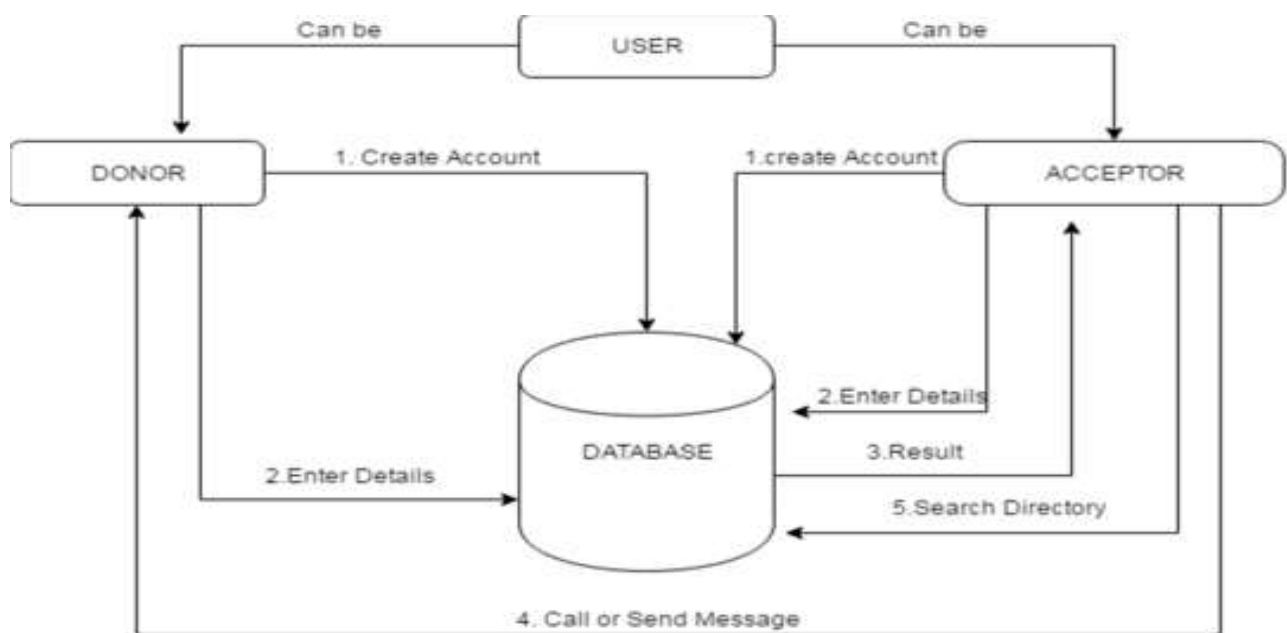 Can be
USER
Can be
DONOR
1. Create Account
1.create Account
ACCEPTOR
2.Enter Details
DATABASE
3.Result
2.Enter Details
5.Search Directory
4. Call or Send Message